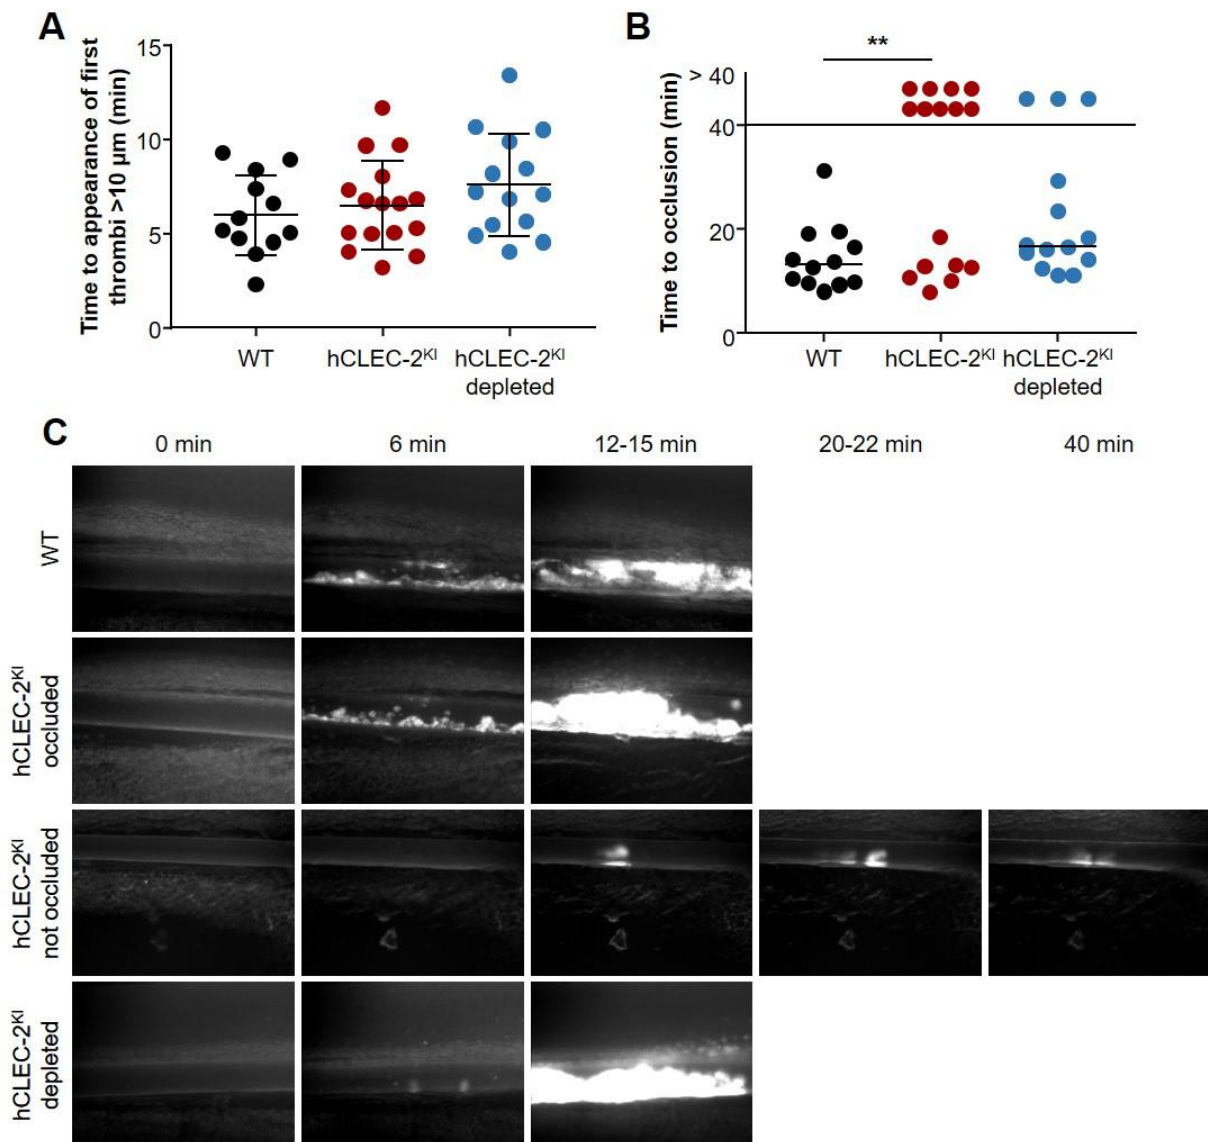 A
Time to appearance of first
thrombi >10 µm (min)
15
10
5
0
WT
hCLEC-2KI
hCLEC-2KI
depleted
B
Time to occlusion (min)
**
> 40
40
20
0
WT
hCLEC-2KI
hCLEC-2KI
depleted
C
0 min
6 min
12-15 min
20-22 min
40 min
WT
hCLEC-2KI
occluded
hCLEC-2KI
not occluded
hCLEC-2KI
depleted